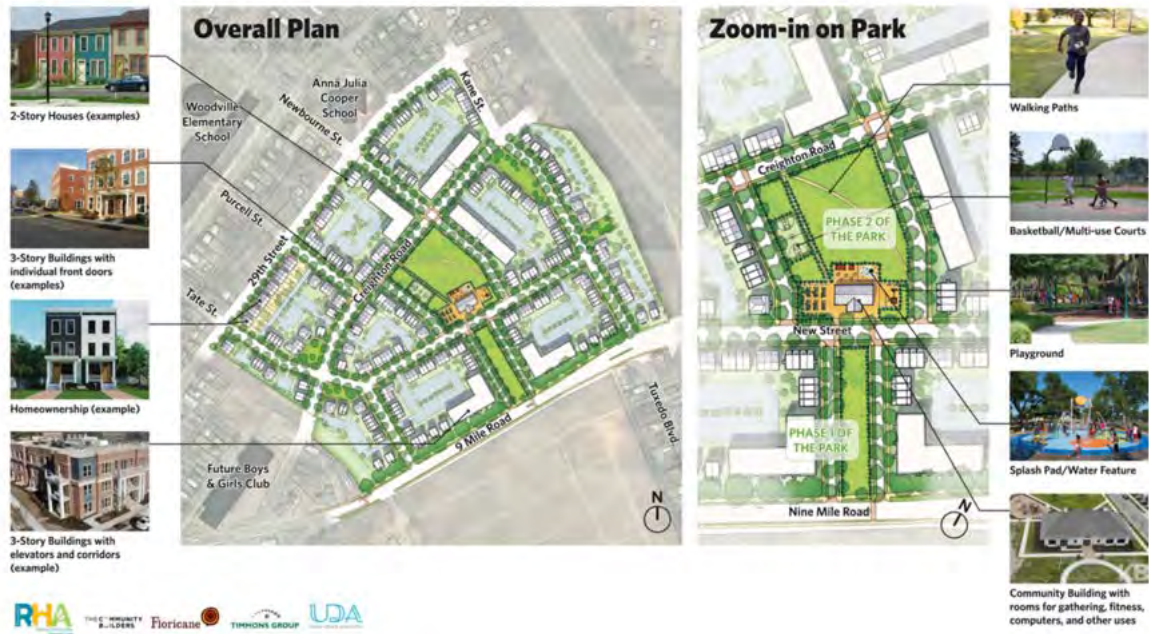 Overall Plan
Zoom-in on Park
2-Story Houses (examples)
3-Story Buildings with
individual front doors
(examples)
Homeownership (example)
3-Story Buildings with
elevators and corridors
(example)
Woodville
Elementary
School
Anna Julia
Cooper
School
Newbourne St.
Kane St.
Purcell St.
29th Street
Creighton Road
Tate St.
9 Mile Road
Tuxedo Blvd.
Future Boys
& Girls Club
N
Creighton Road
PHASE 2 OF
THE PARK
New Street
PHASE 1 OF
THE PARK
Nine Mile Road
N
Walking Paths
Basketball/Multi-use Courts
Playground
Splash Pad/Water Feature
Community Building with
rooms for gathering, fitness,
computers, and other uses
RHA
THE COMMUNITY
BUILDERS
Floricane
TIMMONS GROUP
UDA